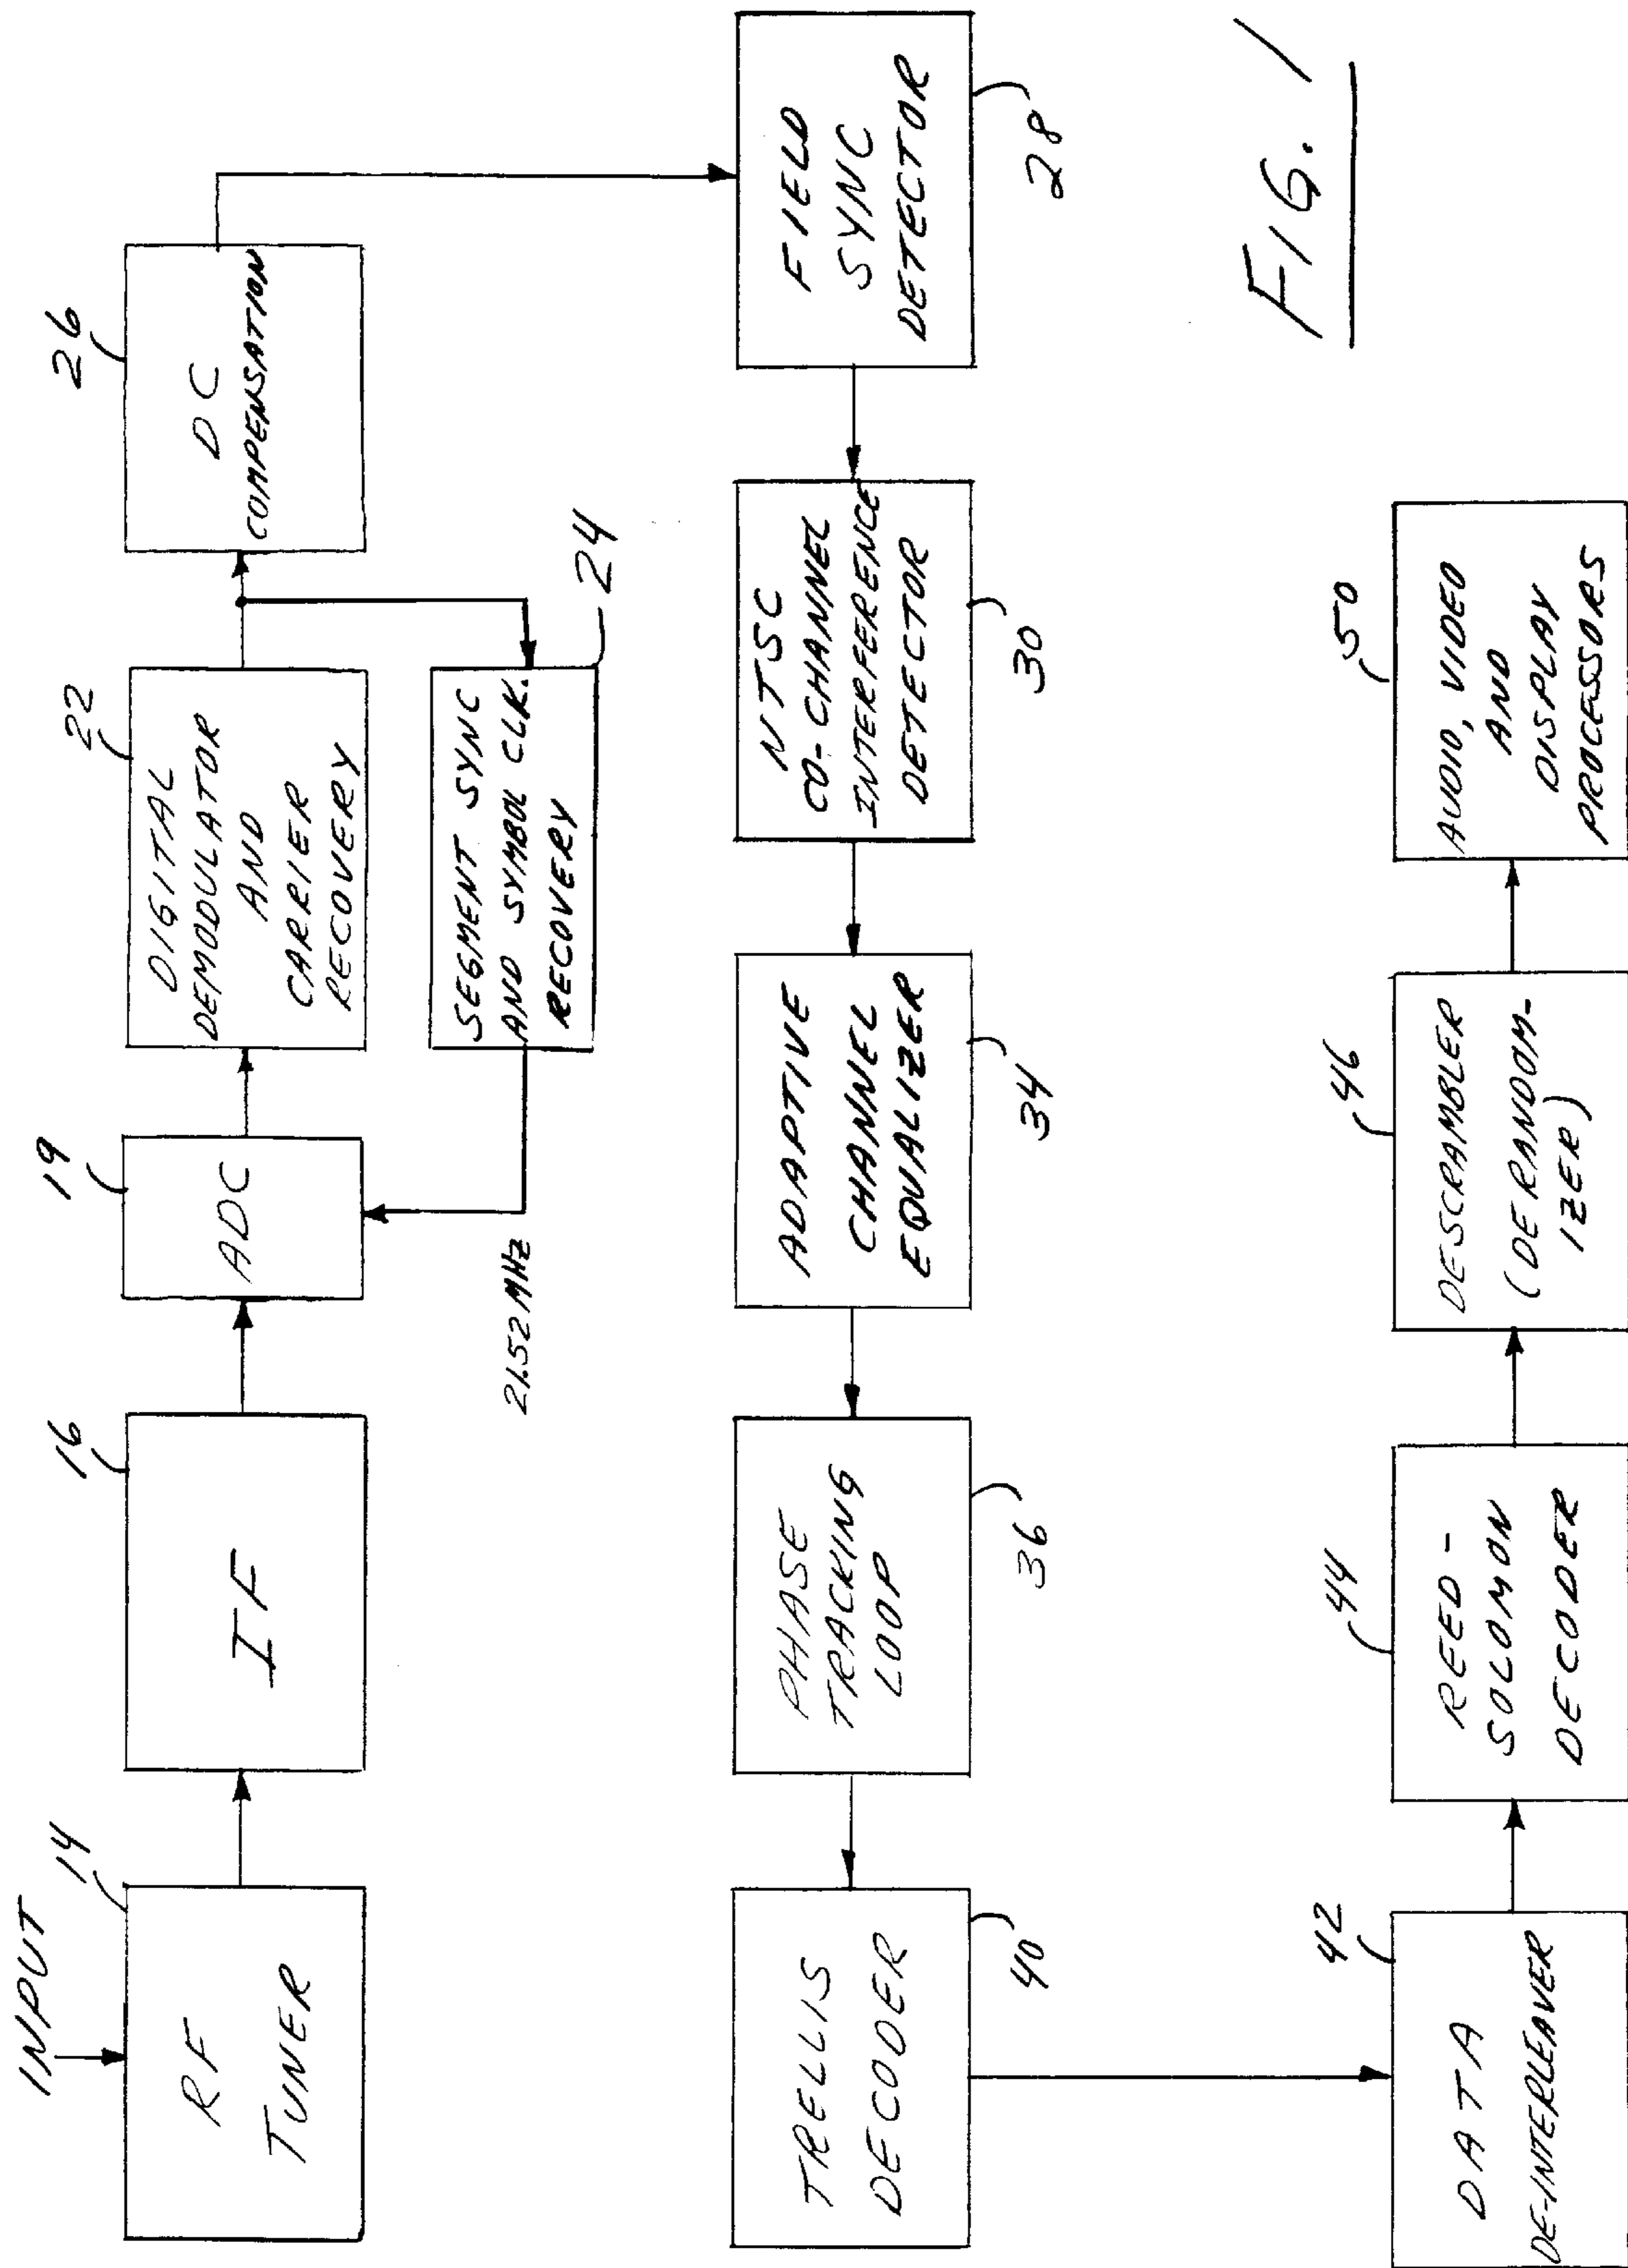 INPUT
14
RF
TUNER
16
IF
19
ADC
21.52 MHz
22
DIGITAL
DEMODULATOR
AND
CARRIER
RECOVERY
SEGMENT SYNC
AND SYMBOL CLK.
RECOVERY
24
26
DC
COMPENSATION
FIELD
SYNC
DETECTOR
28
NTSC
CO-CHANNEL
INTERFERENCE
DETECTOR
30
ADAPTIVE
CHANNEL
EQUALIZER
34
PHASE
TRACKING
LOOP
36
TRELLIS
DECODER
40
42
DATA
DE-INTERLEAVER
44
REED-
SOLOMON
DECODER
46
DESCRAMBLER
(DERANDOM-
IZER)
50
AUDIO, VIDEO
AND
DISPLAY
PROCESSORS
FIG. 1